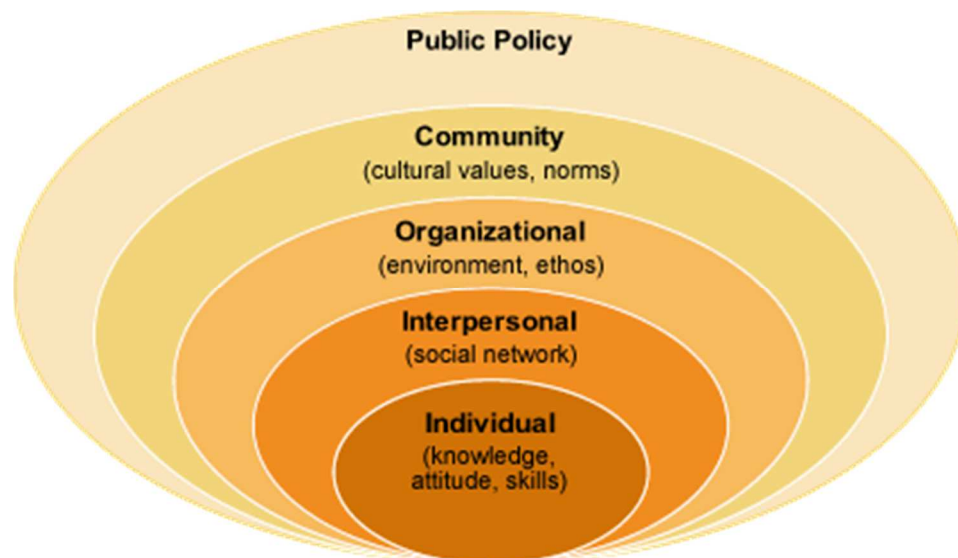 Public Policy
Community
(cultural values, norms)
Organizational
(environment, ethos)
Interpersonal
(social network)
Individual
(knowledge,
attitude, skills)